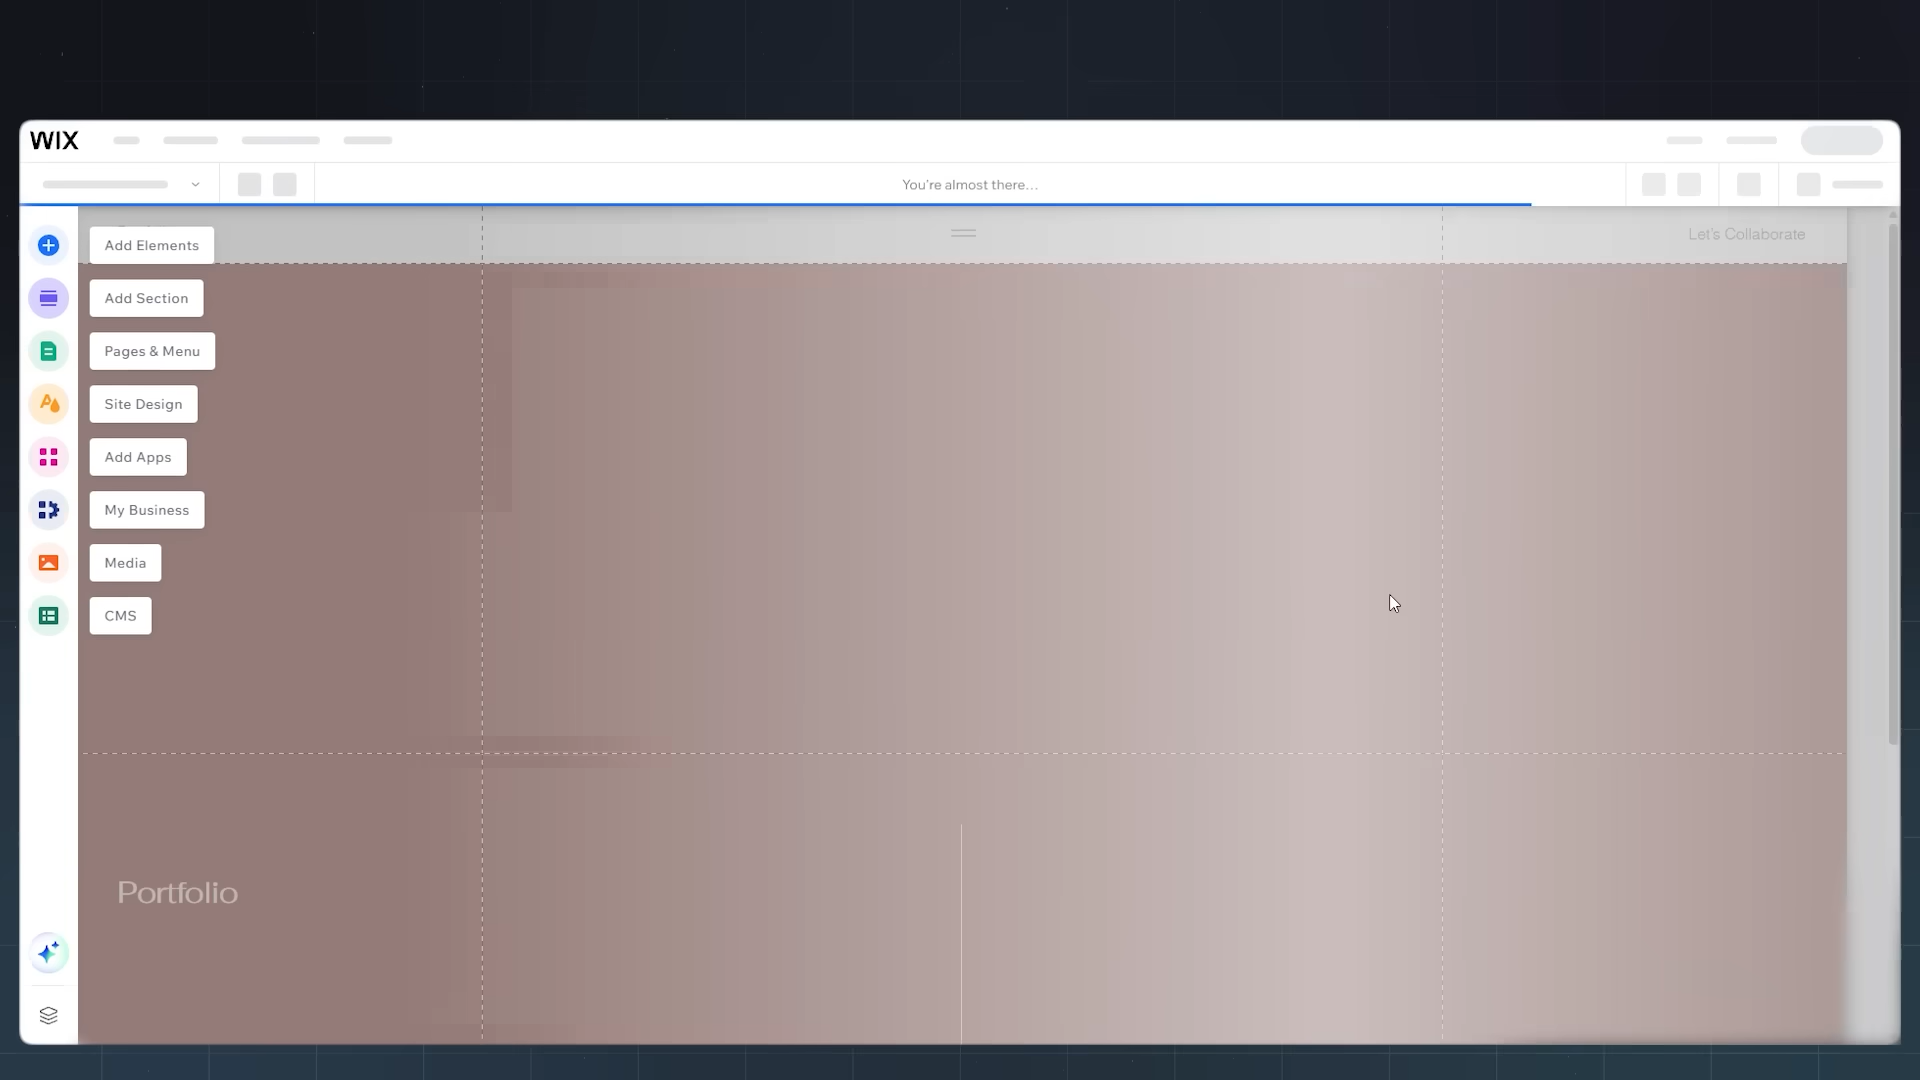 WIX
You're almost there...
Let's Collaborate
Add Elements
Add Section
Pages & Menu
Site Design
Add Apps
My Business
Media
CMS
Portfolio